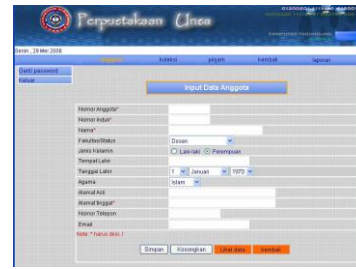 Perpustakaan Unsa
Senin , 19 Mei 2008
koleksi pinjam kembali laporan
Ganti password
Keluar
Input Data Anggota
Nomor Anggota*
Nomor Induk*
Nama*
Fakultas/Status Dosen
Jenis Kelamin Laki-laki Perempuan
Tempat Lahir
Tanggal Lahir 1 Januari 1970
Agama Islam
Alamat Asli
Alamat tinggal*
Nomor Telepon
Email
Note: * harus diisi !
Simpan Kosongkan Lihat data kembali